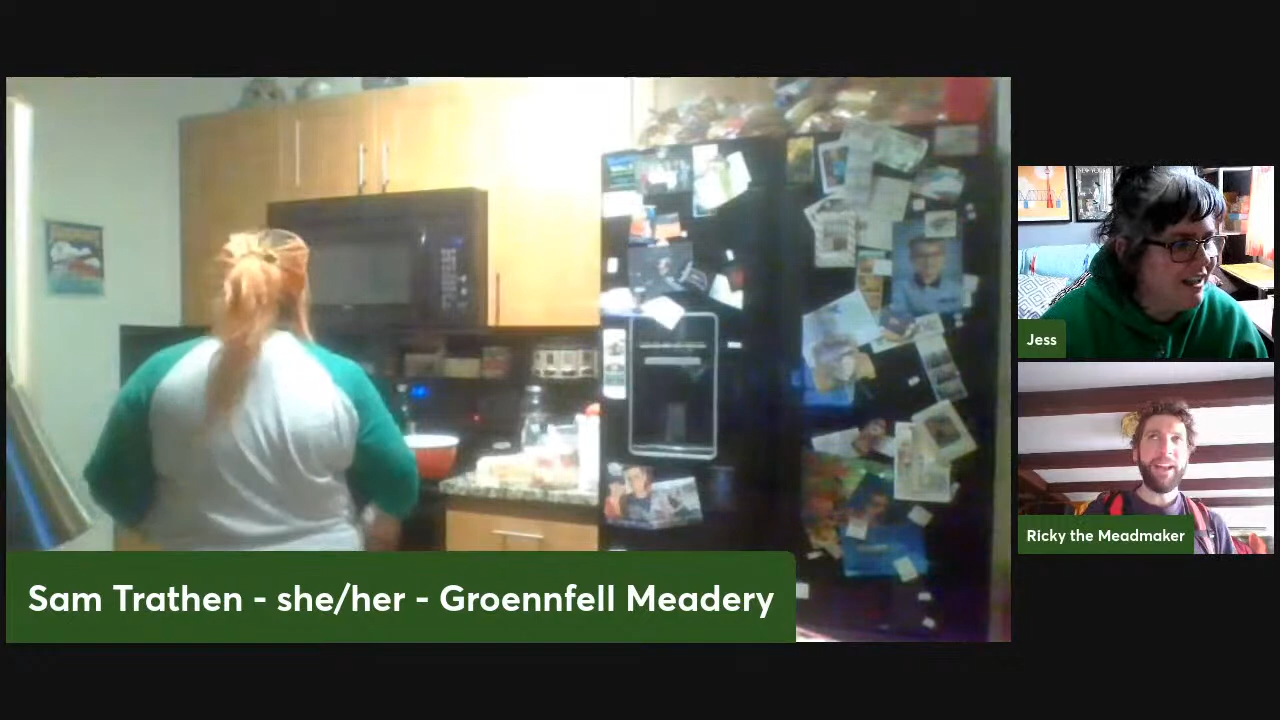 Jess
Ricky the Meadmaker
Sam Trathen - she/her - Groennfell Meadery